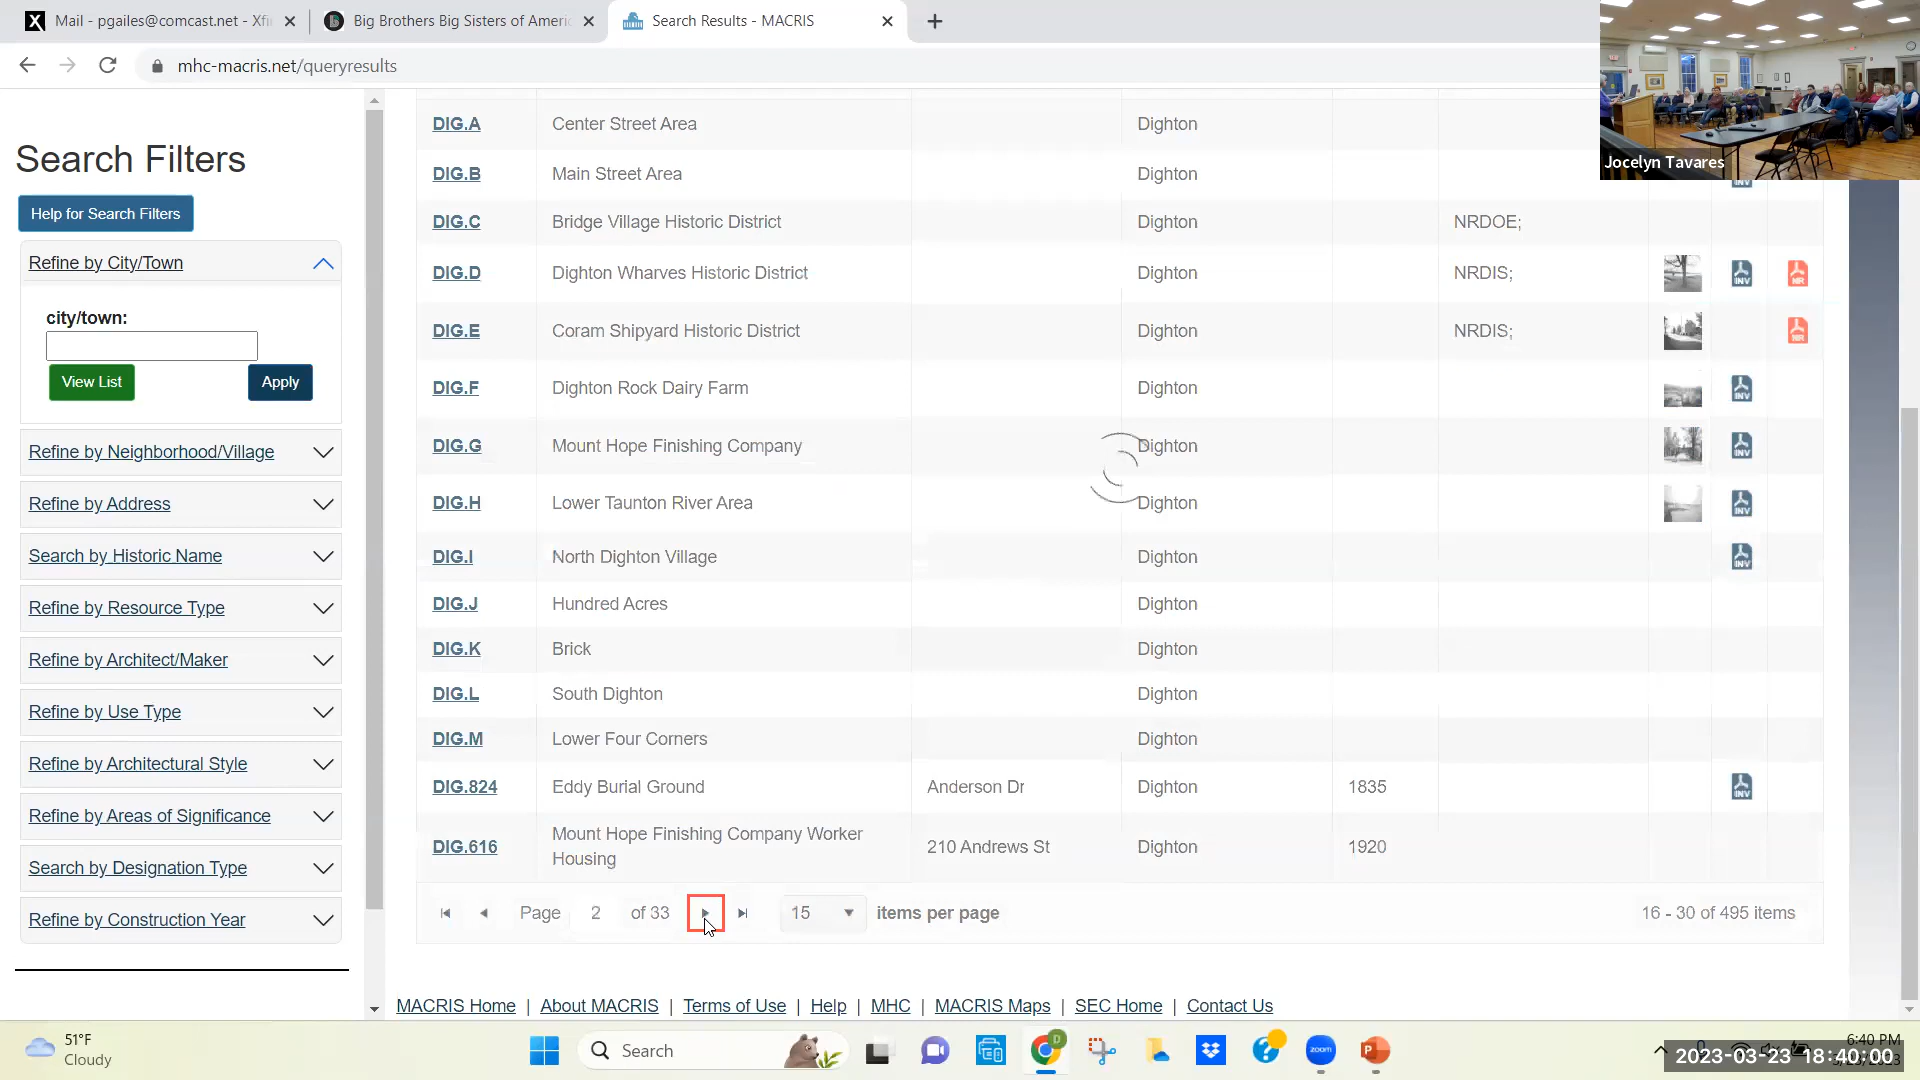 Mail - pgailes@comcast.net - Xfi
Big Brothers Big Sisters of Americ
Search Results - MACRIS
mhc-macris.net/queryresults
Jocelyn Tavares
Search Filters
Help for Search Filters
Refine by City/Town
city/town:
View List
Apply
Refine by Neighborhood/Village
Refine by Address
Search by Historic Name
Refine by Resource Type
Refine by Architect/Maker
Refine by Use Type
Refine by Architectural Style
Refine by Areas of Significance
Search by Designation Type
Refine by Construction Year
DIG.A Center Street Area Dighton
DIG.B Main Street Area Dighton INV
DIG.C Bridge Village Historic District Dighton NRDOE;
DIG.D Dighton Wharves Historic District Dighton NRDIS; INV NR
DIG.E Coram Shipyard Historic District Dighton NRDIS; NR
DIG.F Dighton Rock Dairy Farm Dighton INV
DIG.G Mount Hope Finishing Company Dighton INV
DIG.H Lower Taunton River Area Dighton INV
DIG.I North Dighton Village Dighton INV
DIG.J Hundred Acres Dighton
DIG.K Brick Dighton
DIG.L South Dighton Dighton
DIG.M Lower Four Corners Dighton
DIG.824 Eddy Burial Ground Anderson Dr Dighton 1835 INV
DIG.616 Mount Hope Finishing Company Worker Housing 210 Andrews St Dighton 1920
Page 2 of 33 15 items per page 16 - 30 of 495 items
MACRIS Home | About MACRIS | Terms of Use | Help | MHC | MACRIS Maps | SEC Home | Contact Us
51°F
Cloudy
Search
zoom
6:40 PM
2023-03-23 18:40:00